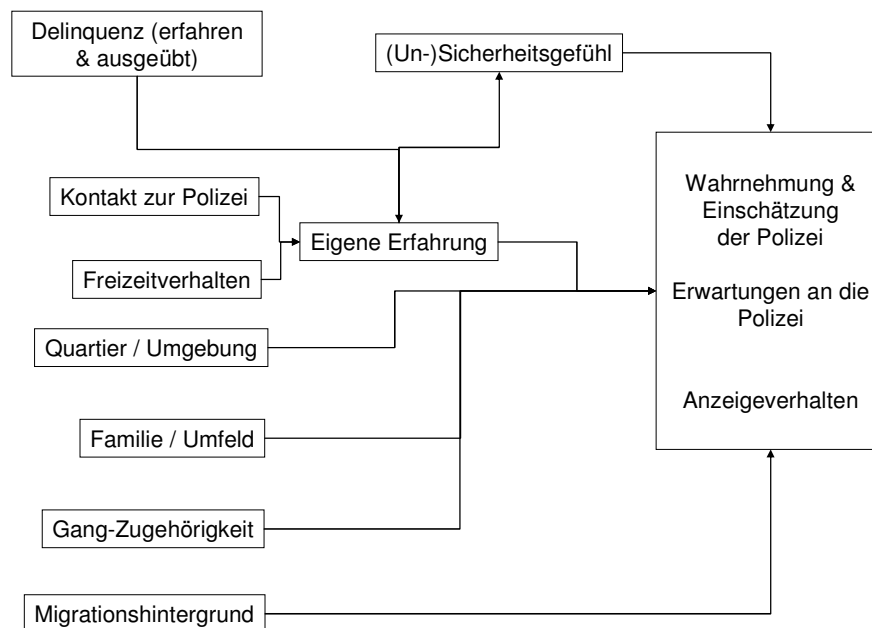 Delinquenz (erfahren
& ausgeübt)
(Un-)Sicherheitsgefühl
Wahrnehmung &
Einschätzung
der Polizei
Kontakt zur Polizei
Eigene Erfahrung
Freizeitverhalten
Erwartungen an die
Polizei
Quartier / Umgebung
Anzeigeverhalten
Familie / Umfeld
Gang-Zugehörigkeit
Migrationshintergrund